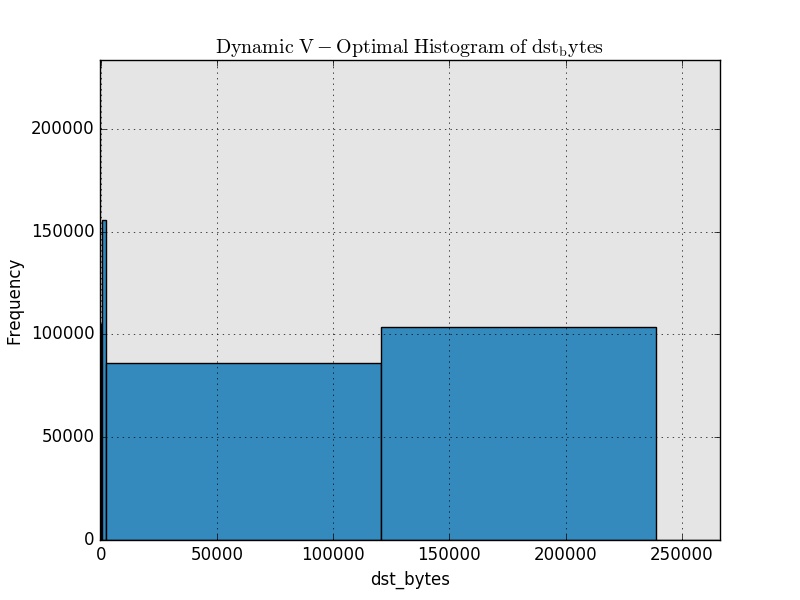 Dynamic V − Optimal Histogram of dst_bytes
200000
150000
100000
50000
0
Frequency
0 50000 100000 150000 200000 250000
dst_bytes